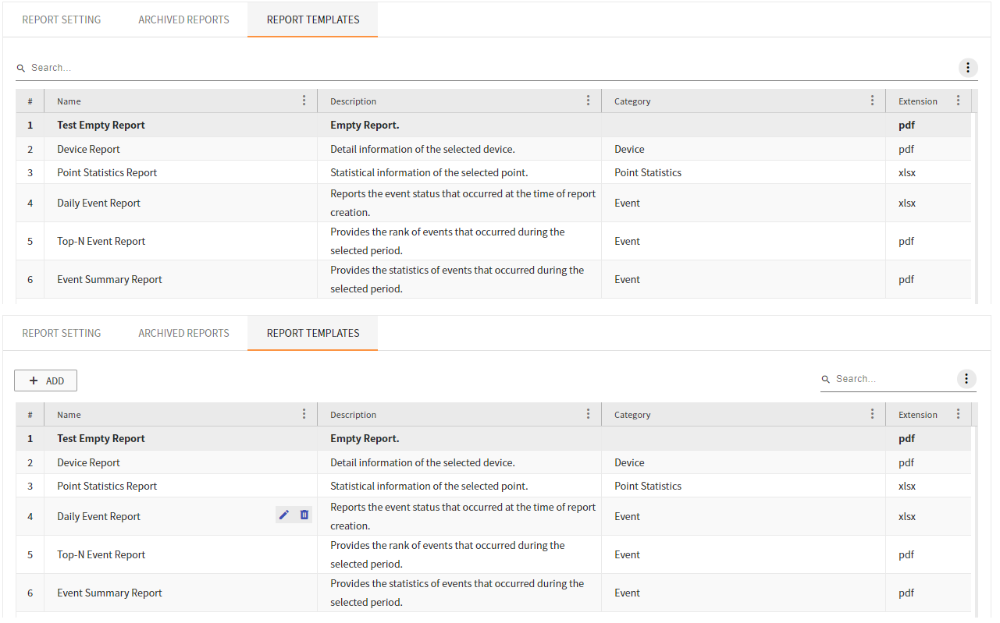 REPORT SETTING ARCHIVED REPORTS REPORT TEMPLATES
Search...
# Name Description Category Extension
1 Test Empty Report Empty Report. pdf
2 Device Report Detail information of the selected device. Device pdf
3 Point Statistics Report Statistical information of the selected point. Point Statistics xlsx
4 Daily Event Report Reports the event status that occurred at the time of report Event xlsx
creation.
5 Top-N Event Report Provides the rank of events that occurred during the Event pdf
selected period.
6 Event Summary Report Provides the statistics of events that occurred during the Event pdf
selected period.
REPORT SETTING ARCHIVED REPORTS REPORT TEMPLATES
+ ADD Search...
# Name Description Category Extension
1 Test Empty Report Empty Report. pdf
2 Device Report Detail information of the selected device. Device pdf
3 Point Statistics Report Statistical information of the selected point. Point Statistics xlsx
4 Daily Event Report Reports the event status that occurred at the time of report Event xlsx
creation.
5 Top-N Event Report Provides the rank of events that occurred during the Event pdf
selected period.
6 Event Summary Report Provides the statistics of events that occurred during the Event pdf
selected period.